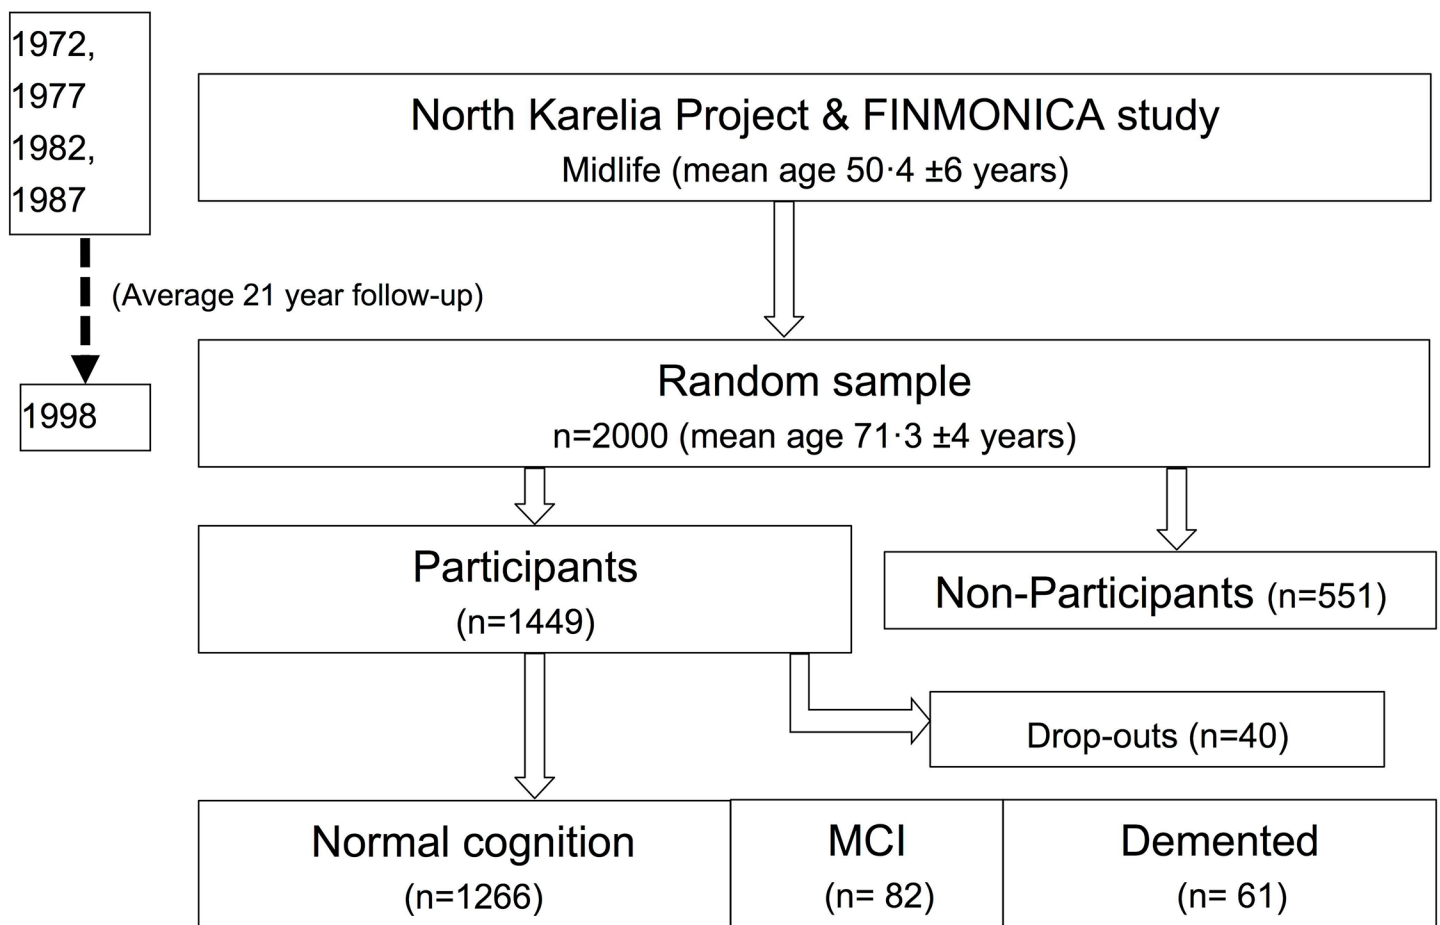 1972,
1977
1982,
1987
North Karelia Project & FINMONICA study
Midlife (mean age 50·4 ±6 years)
(Average 21 year follow-up)
1998
Random sample
n=2000 (mean age 71·3 ±4 years)
Participants
(n=1449)
Non-Participants (n=551)
Drop-outs (n=40)
Normal cognition
(n=1266)
MCI
(n= 82)
Demented
(n= 61)